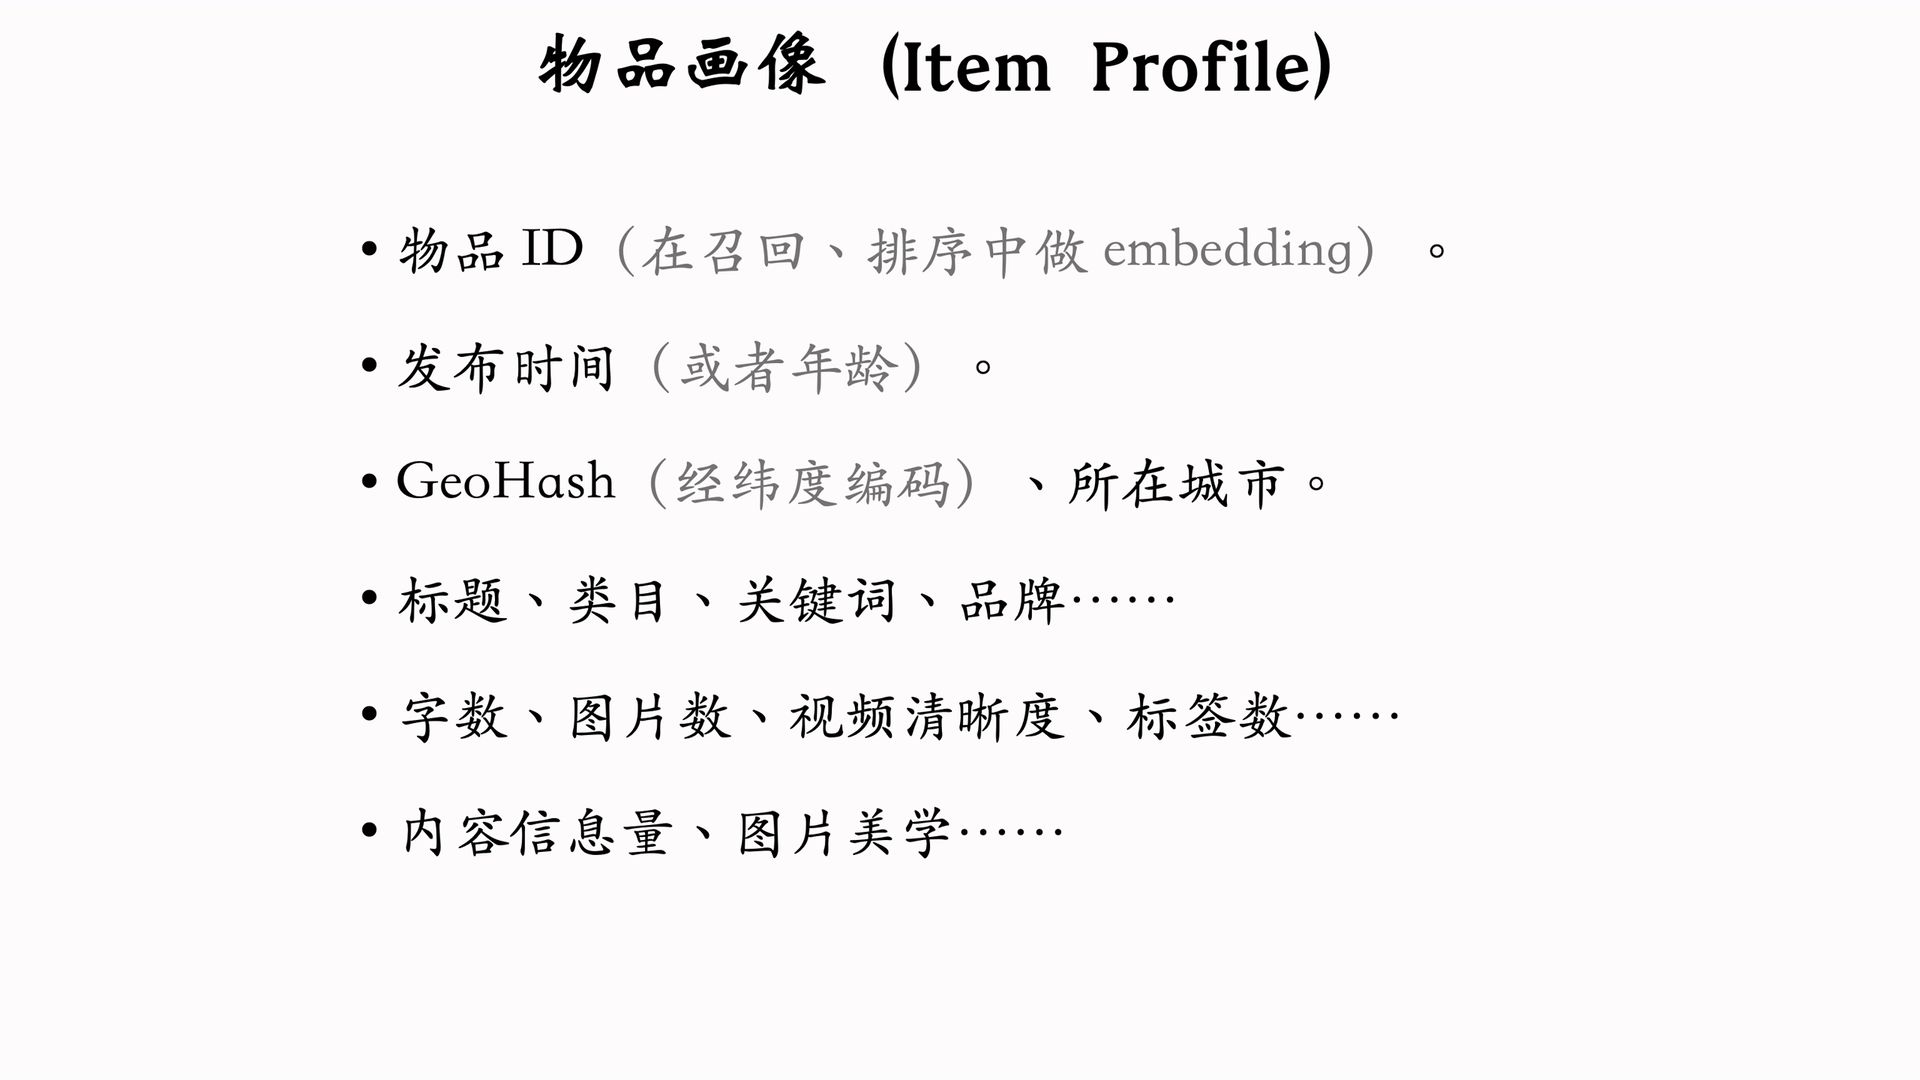 物品画像 (Item Profile)
• 物品 ID（在召回、排序中做 embedding）。
• 发布时间（或者年龄）。
• GeoHash（经纬度编码）、所在城市。
• 标题、类目、关键词、品牌……
• 字数、图片数、视频清晰度、标签数……
• 内容信息量、图片美学……